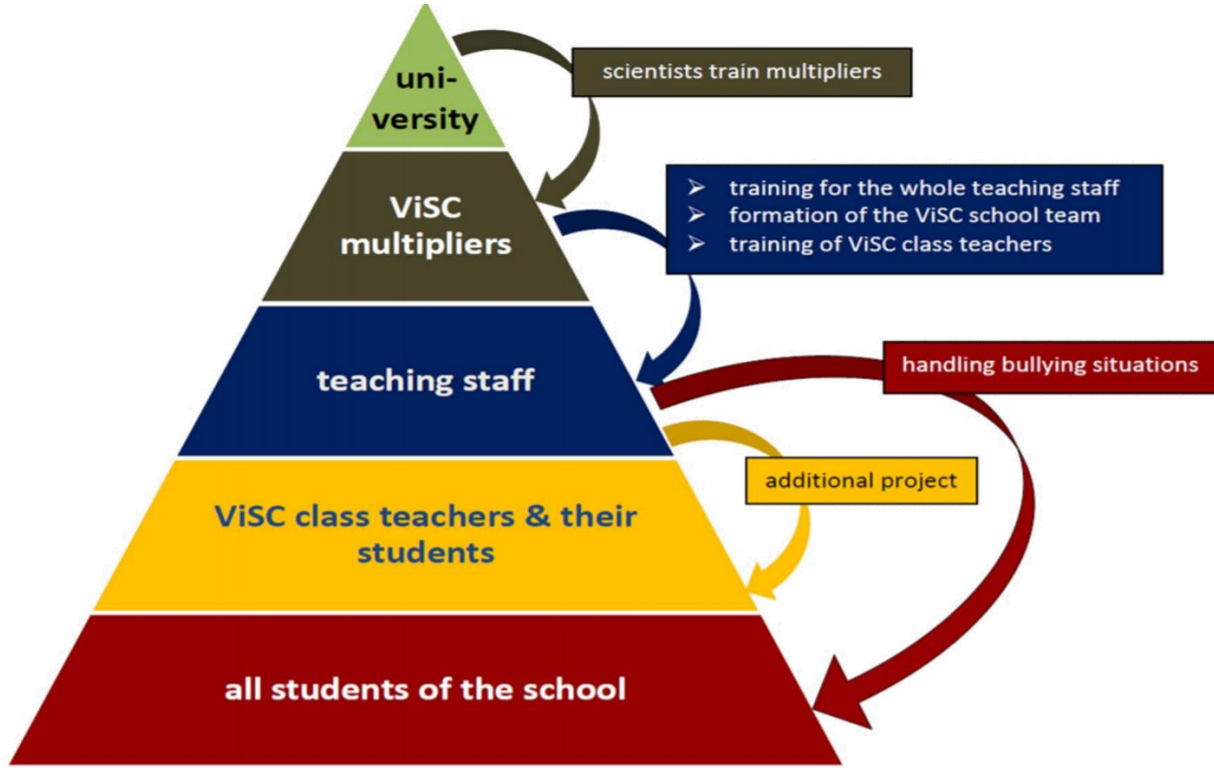 uni-
versity
scientists train multipliers
ViSC
multipliers
➢ training for the whole teaching staff
➢ formation of the ViSC school team
➢ training of ViSC class teachers
teaching staff
handling bullying situations
additional project
ViSC class teachers & their
students
all students of the school